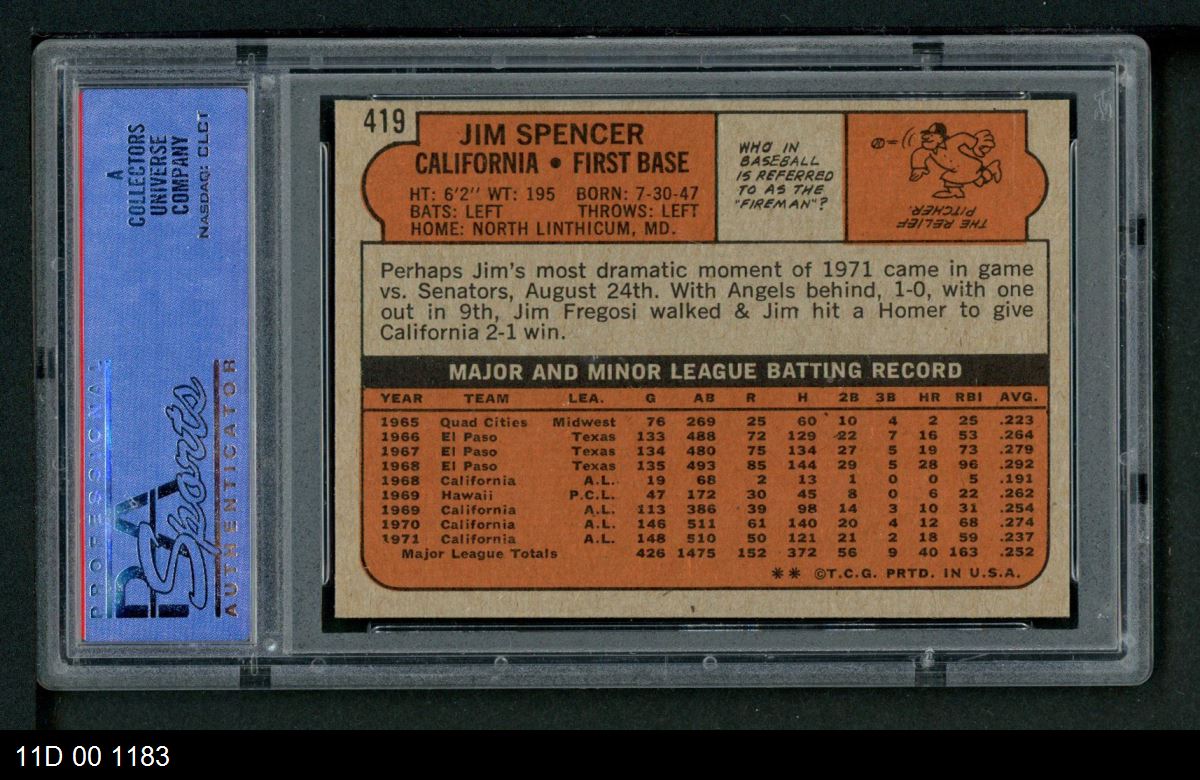 A
COLLECTORS
UNIVERSE
COMPANY
NASDAQ: CLCT
PROFESSIONAL
PSA
Sports
AUTHENTICATOR
419
JIM SPENCER
CALIFORNIA • FIRST BASE
HT: 6'2" WT: 195 BORN: 7-30-47
BATS: LEFT THROWS: LEFT
HOME: NORTH LINTHICUM, MD.
WHO IN
BASEBALL
IS REFERRED
TO AS THE
"FIREMAN"?
THE RELIEF
PITCHER.
Perhaps Jim's most dramatic moment of 1971 came in game
vs. Senators, August 24th. With Angels behind, 1-0, with one
out in 9th, Jim Fregosi walked & Jim hit a Homer to give
California 2-1 win.
MAJOR AND MINOR LEAGUE BATTING RECORD
YEAR TEAM LEA. G AB R H 2B 3B HR RBI AVG.
1965 Quad Cities Midwest 76 269 25 60 10 4 2 25 .223
1966 El Paso Texas 133 488 72 129 22 7 16 53 .264
1967 El Paso Texas 134 480 75 134 27 5 19 73 .279
1968 El Paso Texas 135 493 85 144 29 5 28 96 .292
1968 California A.L. 19 68 2 13 1 0 0 5 .191
1969 Hawaii P.C.L. 47 172 30 45 8 0 6 22 .262
1969 California A.L. 113 386 39 98 14 3 10 31 .254
1970 California A.L. 146 511 61 140 20 4 12 68 .274
1971 California A.L. 148 510 50 121 21 2 18 59 .237
Major League Totals 426 1475 152 372 56 9 40 163 .252
** ©T.C.G. PRTD. IN U.S.A.
11D 00 1183